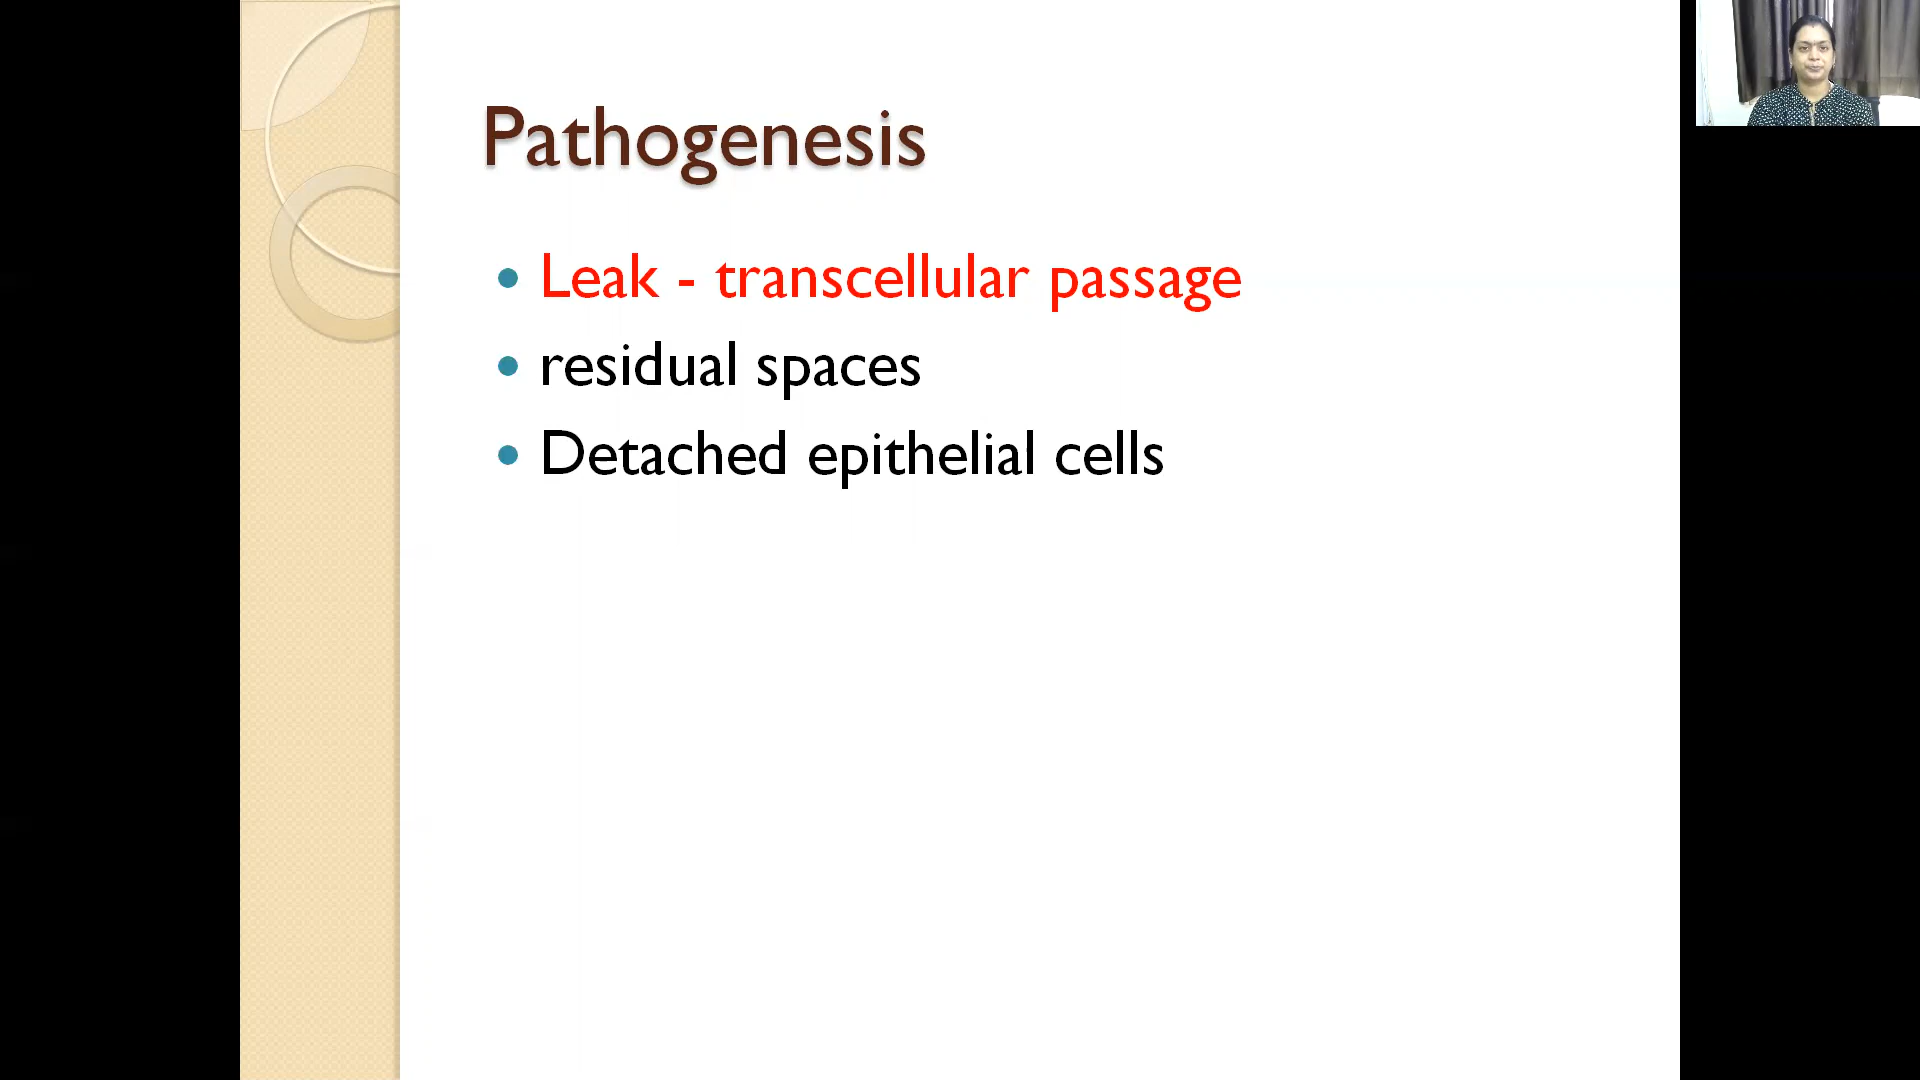 Pathogenesis
Leak - transcellular passage
residual spaces
Detached epithelial cells